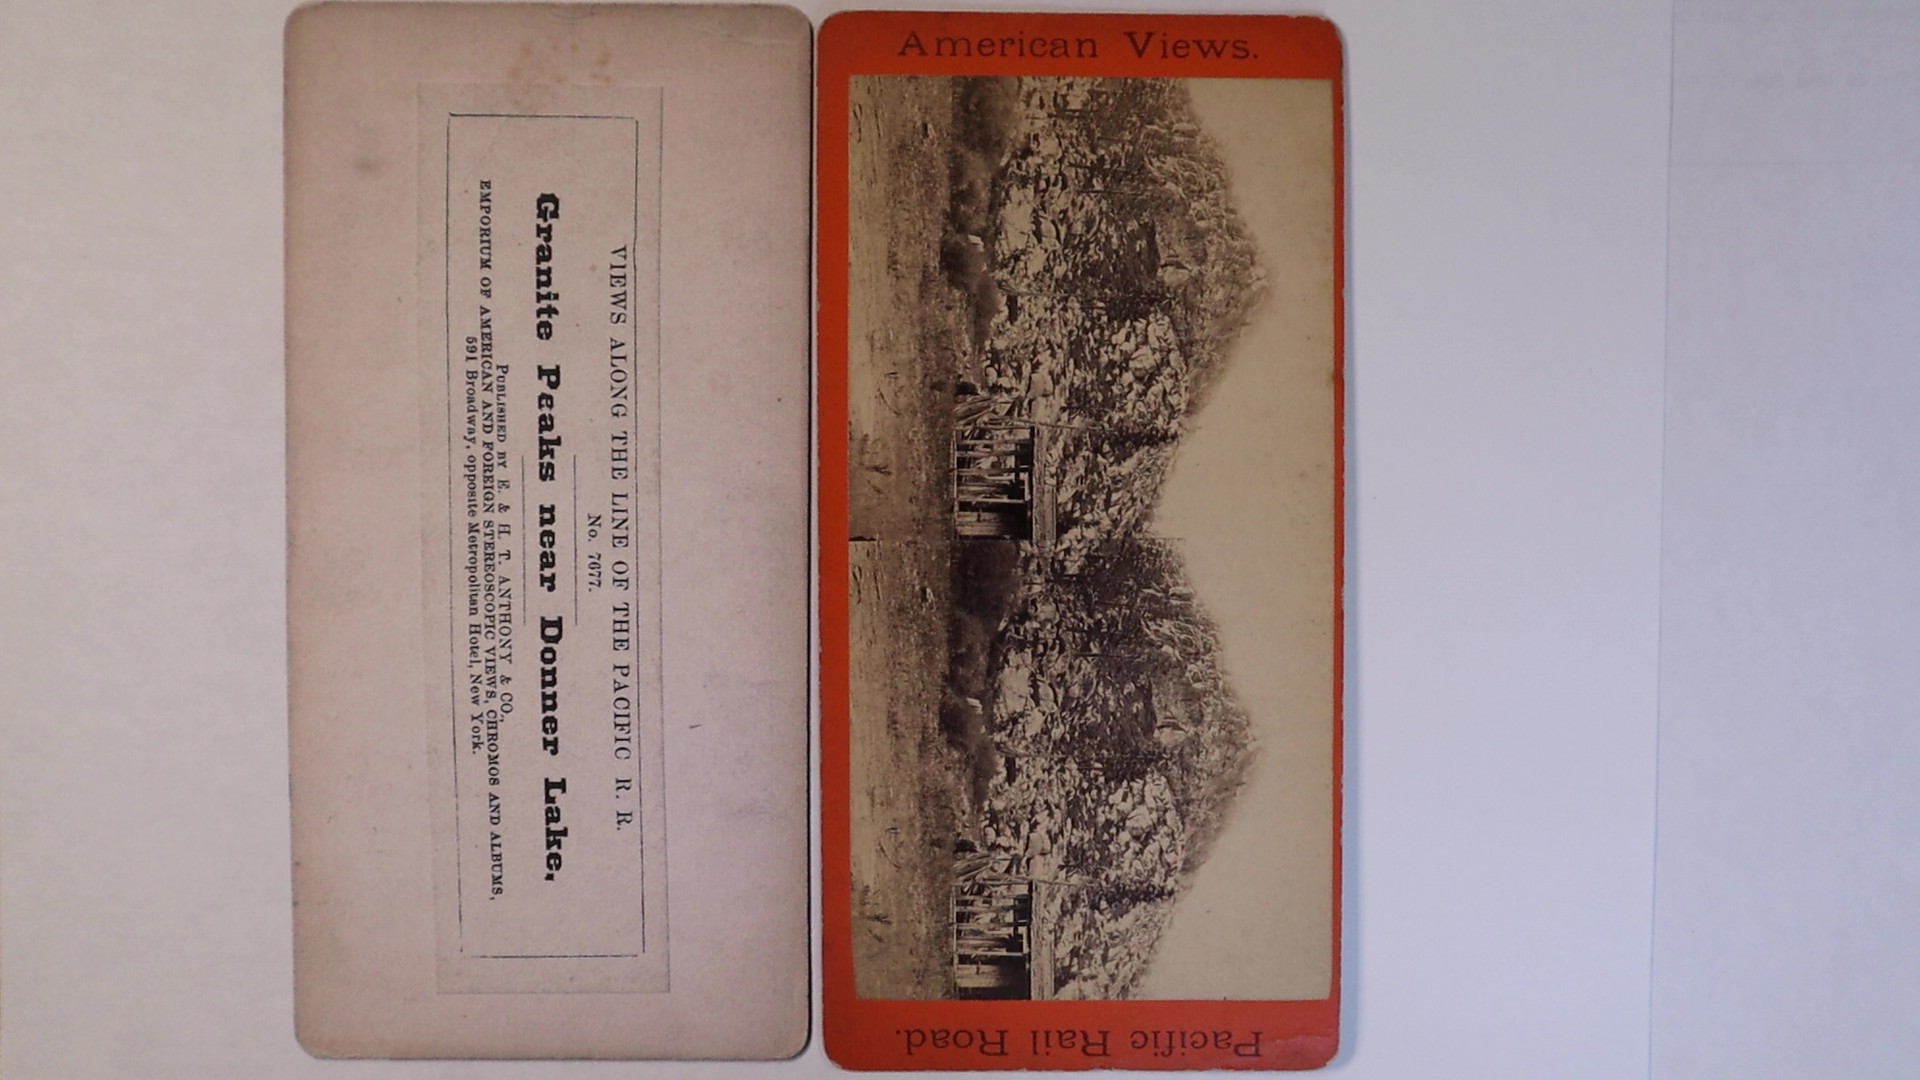 VIEWS ALONG THE LINE OF THE PACIFIC R. R.
No. 7677.
Granite Peaks near Donner Lake,
PUBLISHED BY E. & H. T. ANTHONY & CO.,
EMPORIUM OF AMERICAN AND FOREIGN STEREOSCOPIC VIEWS, CHROMOS AND ALBUMS,
591 Broadway, opposite Metropolitan Hotel, New York.
American Views.
Pacific Rail Road.